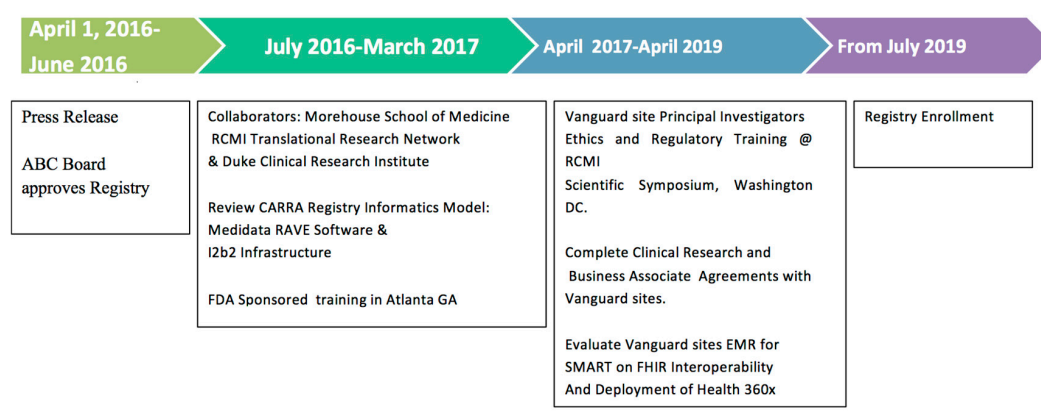 April 1, 2016-
June 2016
July 2016-March 2017
April 2017-April 2019
From July 2019
Press Release
ABC Board
approves Registry
Collaborators: Morehouse School of Medicine
RCMI Translational Research Network
& Duke Clinical Research Institute
Review CARRA Registry Informatics Model:
Medidata RAVE Software &
I2b2 Infrastructure
FDA Sponsored training in Atlanta GA
Vanguard site Principal Investigators
Ethics and Regulatory Training @
RCMI
Scientific Symposium, Washington
DC.
Complete Clinical Research and
Business Associate Agreements with
Vanguard sites.
Evaluate Vanguard sites EMR for
SMART on FHIR Interoperability
And Deployment of Health 360x
Registry Enrollment